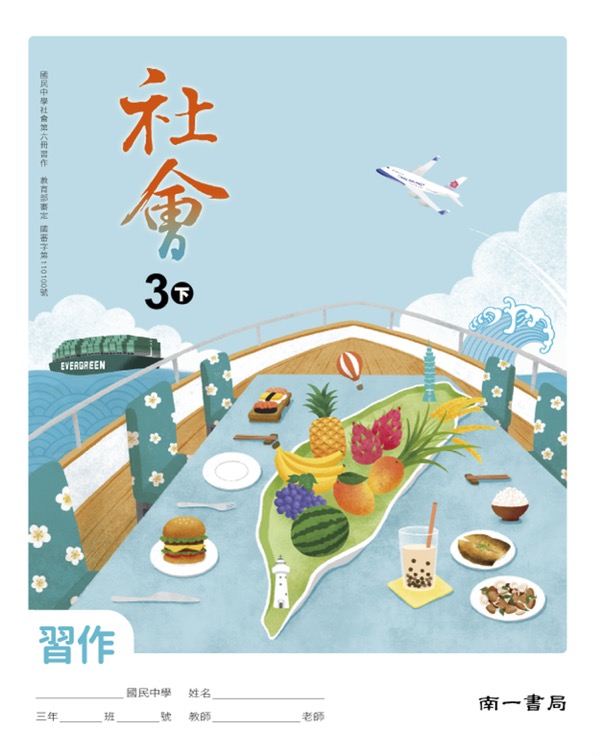 國民中學社會第六冊習作 教育部審定 國審字第110100號
社會
3下
EVERGREEN
習作
國民中學 姓名
三年 班 號 教師 老師
南一書局